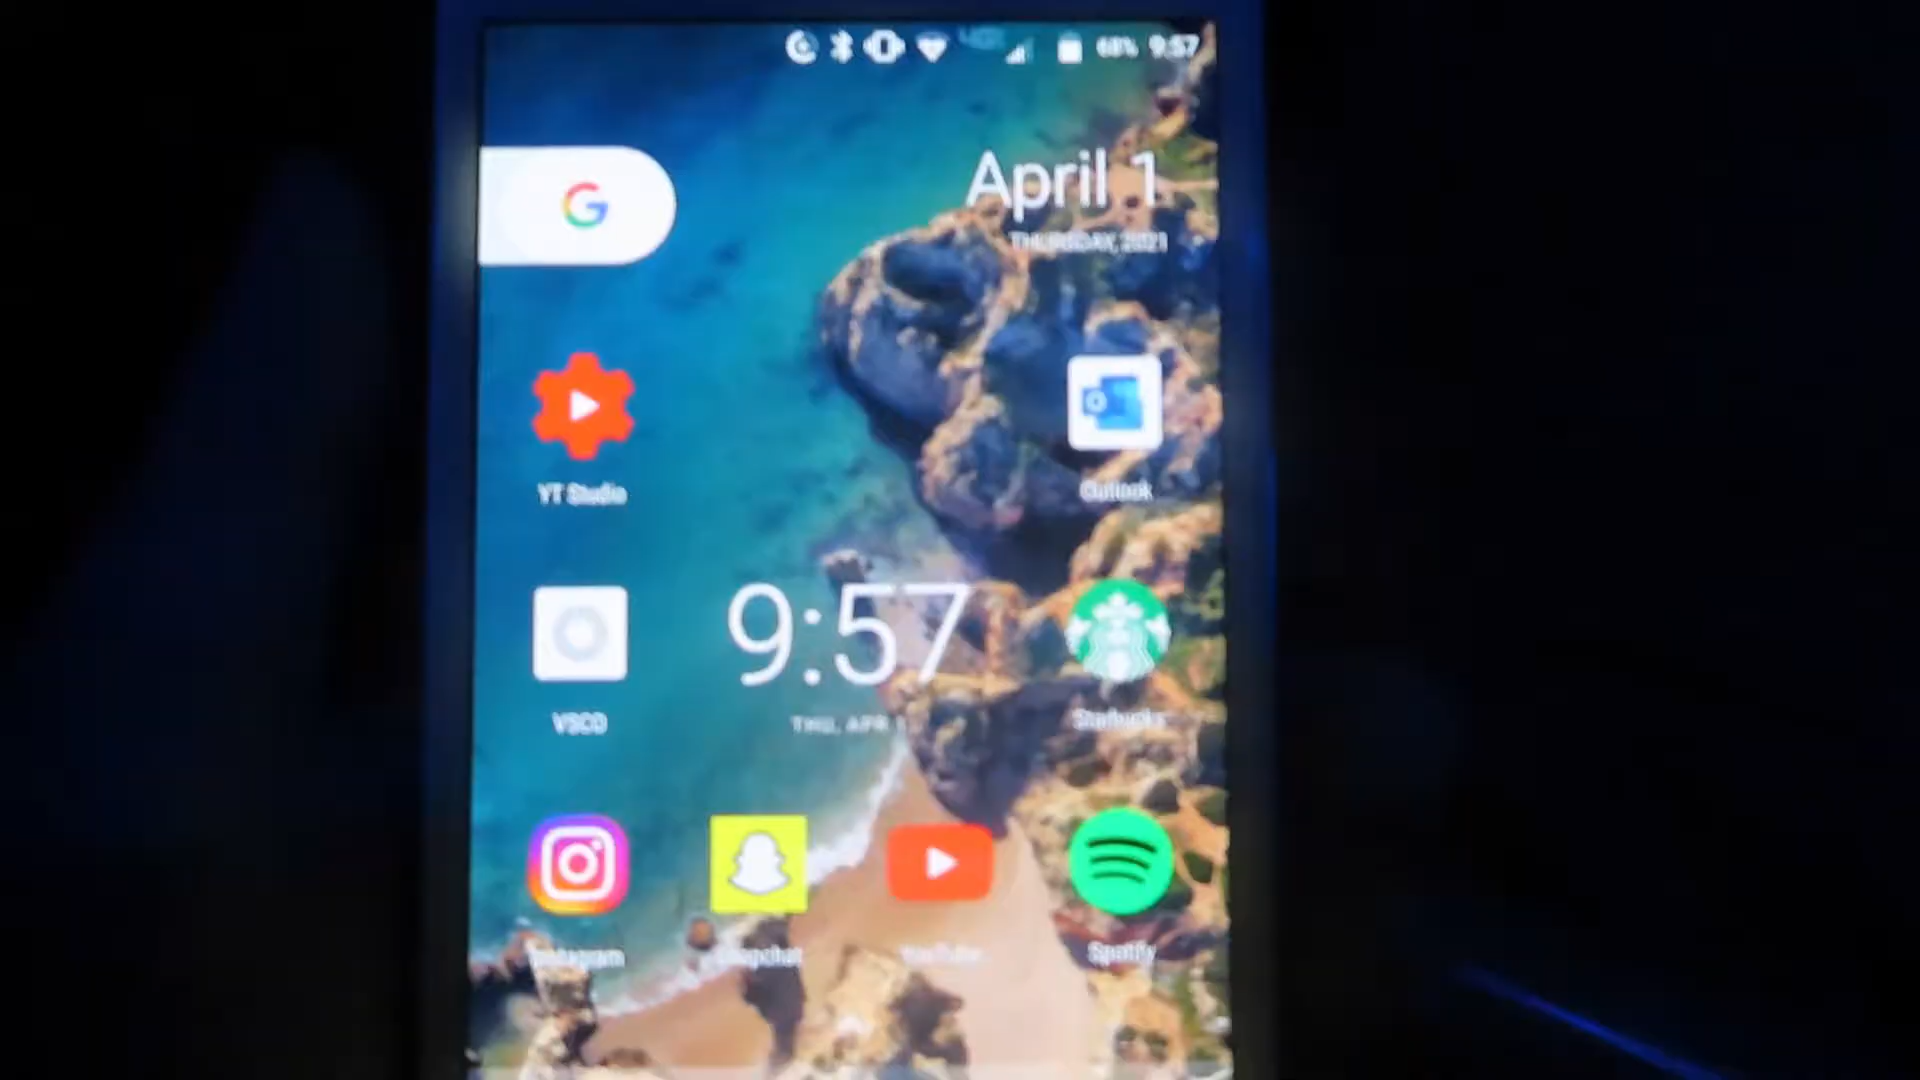 68% 9:57
G
April 1
THURSDAY, 2021
YT Studio
Outlook
VSCO
9:57
THU, APR 1
Starbucks
Instagram
Snapchat
YouTube
Spotify